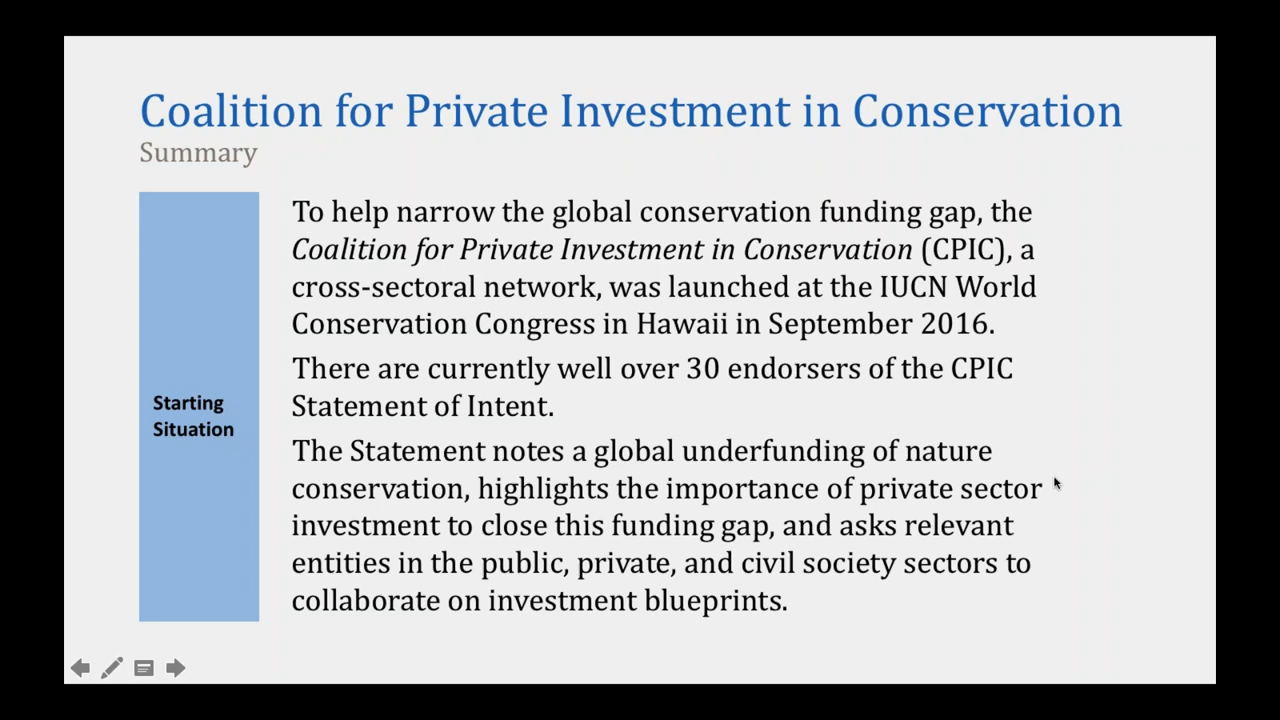 Coalition for Private Investment in Conservation
Summary
Starting
Situation
To help narrow the global conservation funding gap, the
Coalition for Private Investment in Conservation (CPIC), a
cross-sectoral network, was launched at the IUCN World
Conservation Congress in Hawaii in September 2016.
There are currently well over 30 endorsers of the CPIC
Statement of Intent.
The Statement notes a global underfunding of nature
conservation, highlights the importance of private sector
investment to close this funding gap, and asks relevant
entities in the public, private, and civil society sectors to
collaborate on investment blueprints.